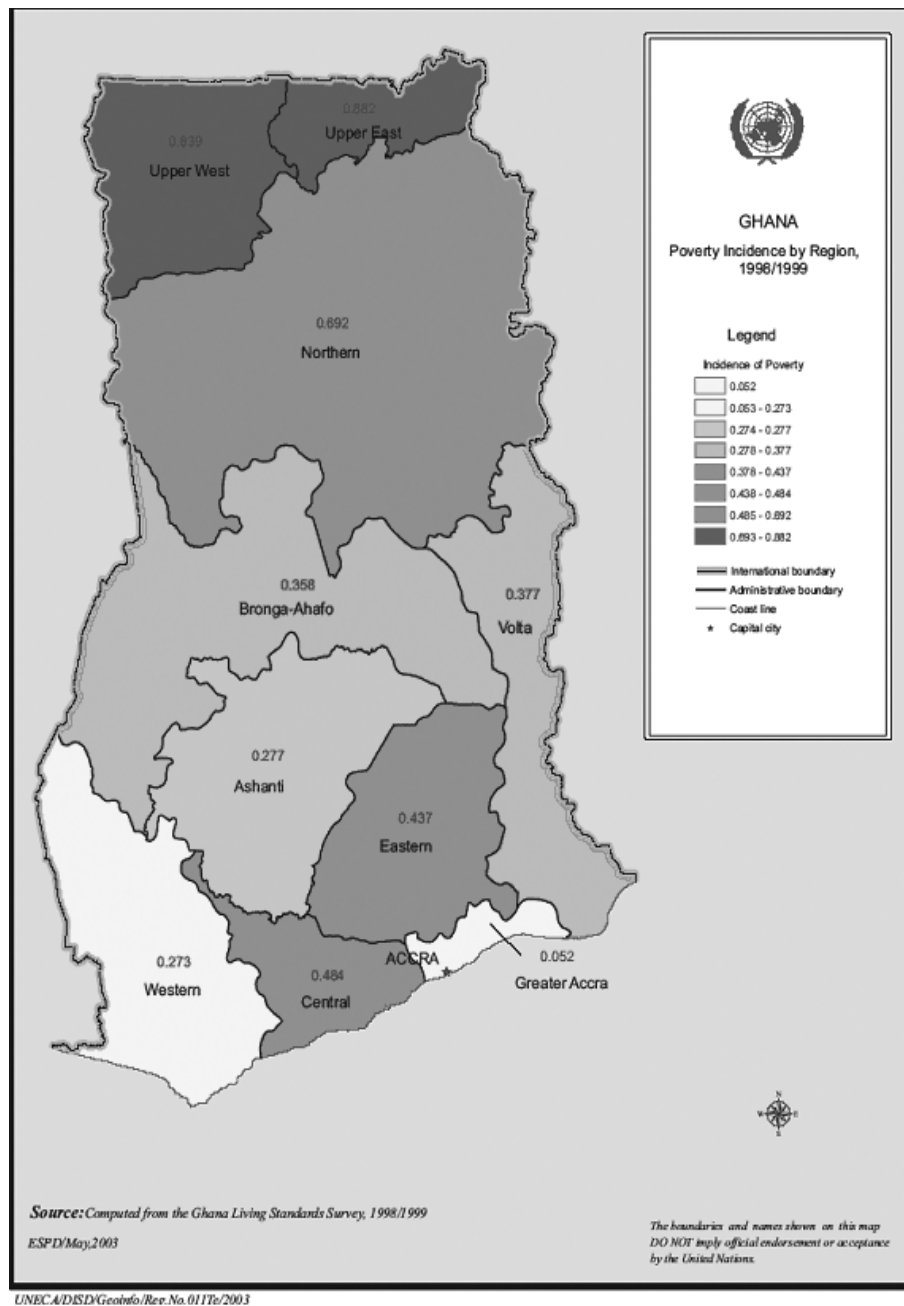 0.882
Upper East
0.839
Upper West
0.692
Northern
0.358
Bronga-Ahafo
0.377
Volta
0.277
Ashanti
0.437
Eastern
0.273
Western
0.484
Central
ACCRA
0.052
Greater Accra
GHANA
Poverty Incidence by Region,
1998/1999
Legend
Incidence of Poverty
0.052
0.053 - 0.273
0.274 - 0.277
0.278 - 0.377
0.378 - 0.437
0.438 - 0.484
0.485 - 0.692
0.693 - 0.882
International boundary
Administrative boundary
Coast line
Capital city
N
W E
S
Source: Computed from the Ghana Living Standards Survey, 1998/1999
ESPD/May,2003
The boundaries and names shown on this map
DO NOT imply official endorsement or acceptance
by the United Nations.
UNECA/DISD/Geoinfo/Reg.No.011Te/2003